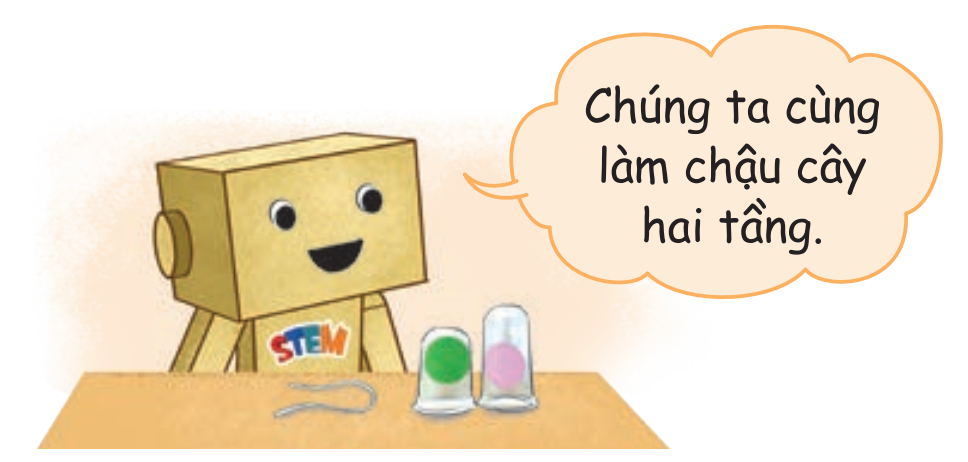 Chúng ta cùng
làm chậu cây
hai tầng.
STEM